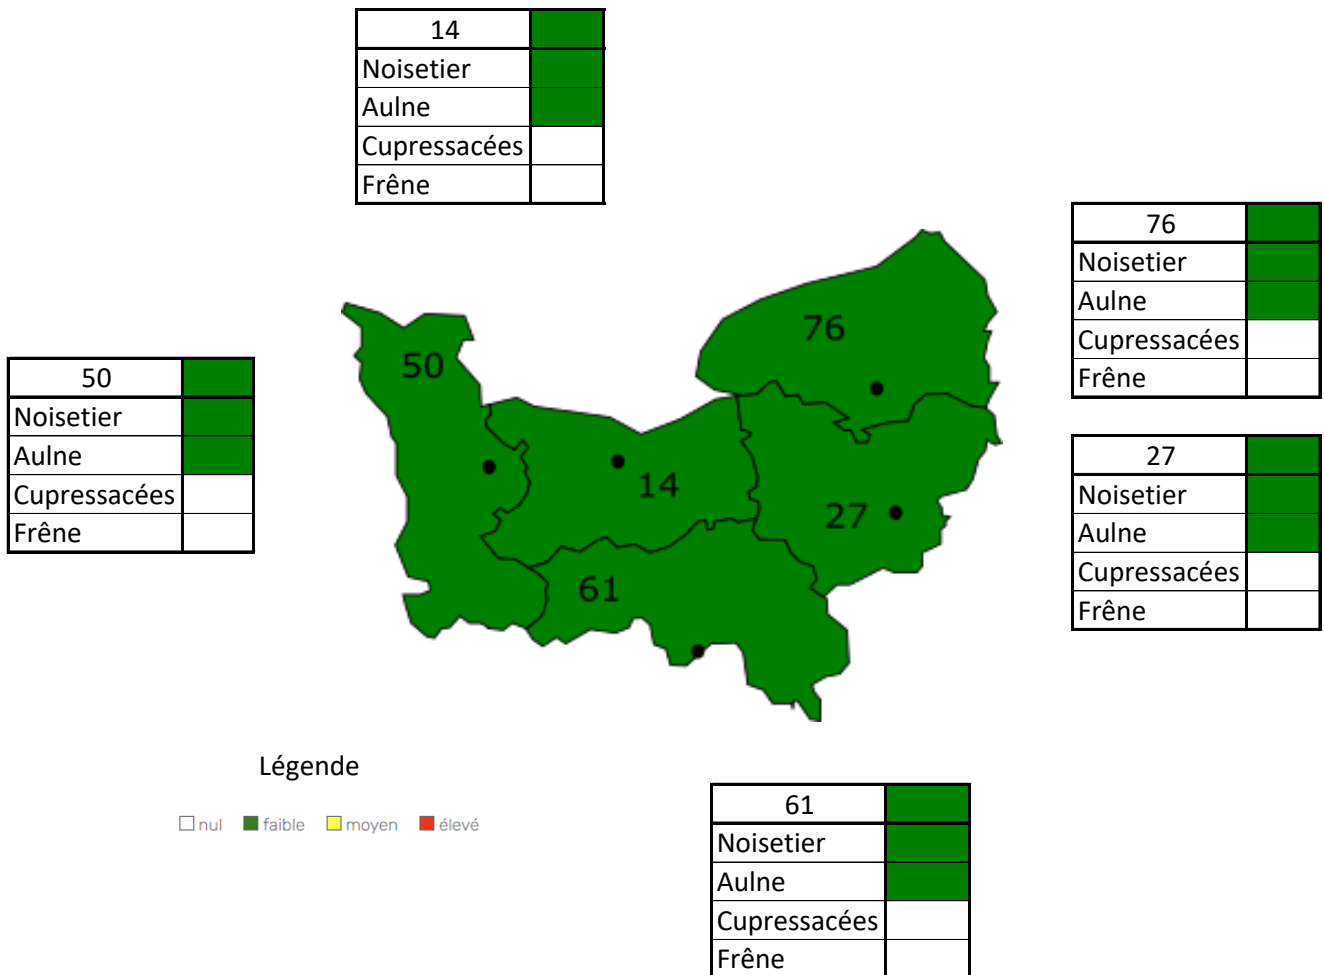 14
Noisetier
Aulne
Cupressacées
Frêne
76
Noisetier
Aulne
Cupressacées
Frêne
50
Noisetier
Aulne
Cupressacées
Frêne
27
Noisetier
Aulne
Cupressacées
Frêne
76
50
14
27
61
Légende
nul faible moyen élevé
61
Noisetier
Aulne
Cupressacées
Frêne